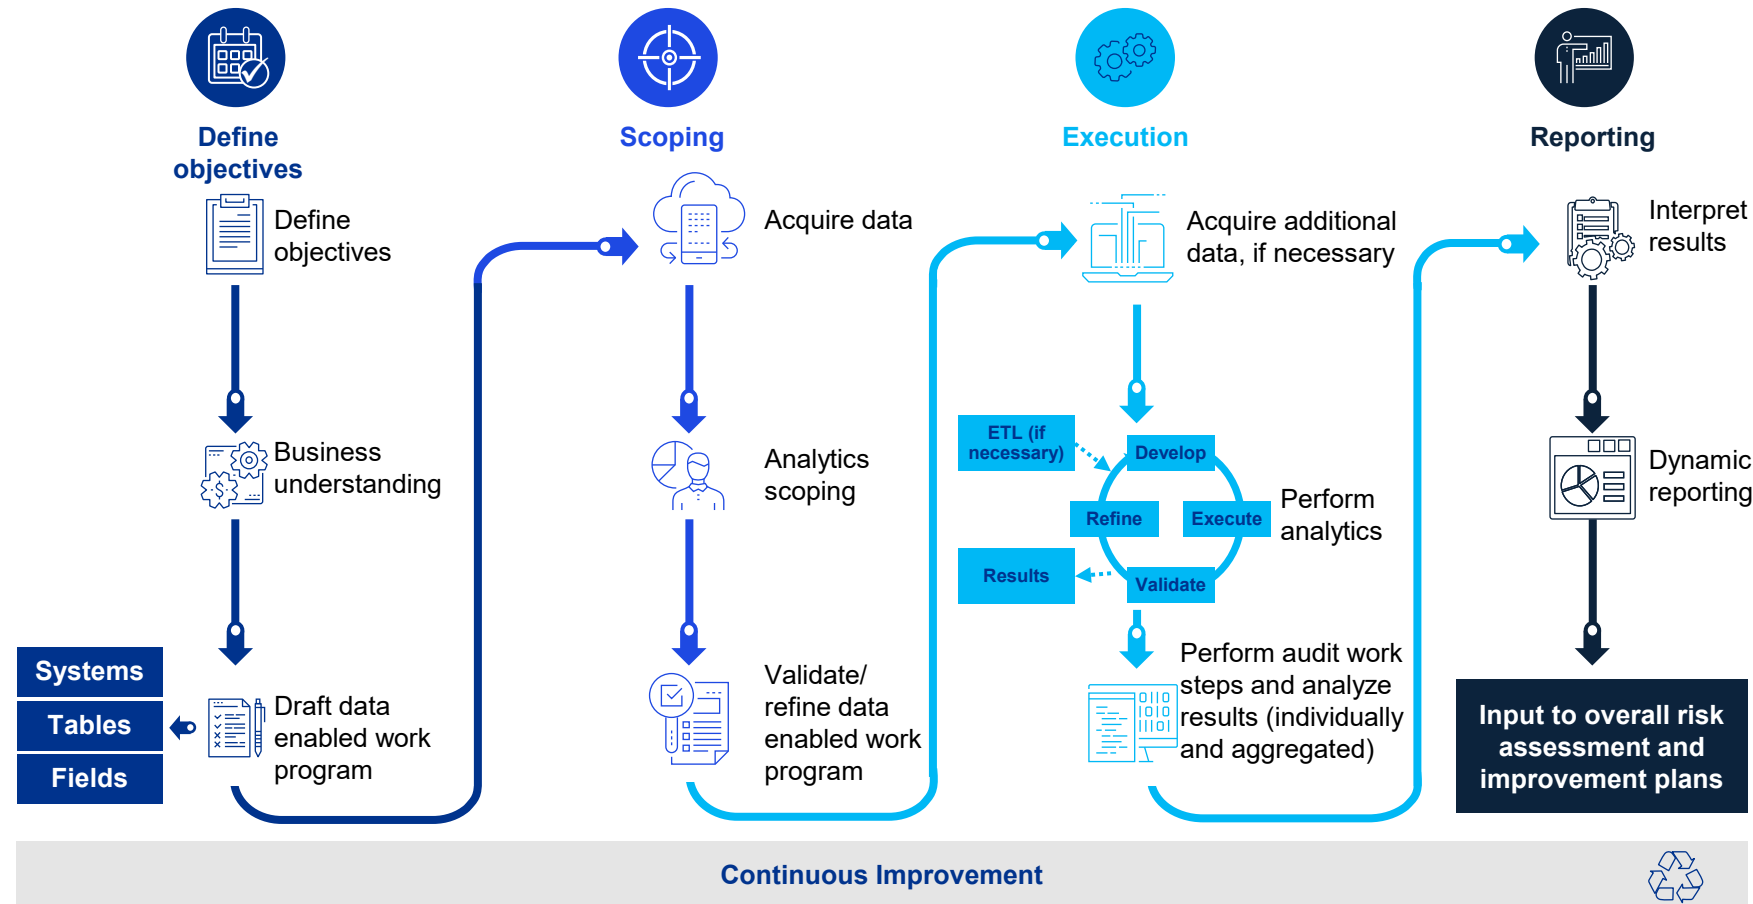 Define
objectives
Define
objectives
Business
understanding
Draft data
enabled work
program
Systems
Tables
Fields
Scoping
Acquire data
Analytics
scoping
Validate/
refine data
enabled work
program
Execution
Acquire additional
data, if necessary
ETL (if
necessary)
Develop
Refine
Execute
Validate
Results
Perform
analytics
Perform audit work
steps and analyze
results (individually
and aggregated)
Reporting
Interpret
results
Dynamic
reporting
Input to overall risk
assessment and
improvement plans
Continuous Improvement